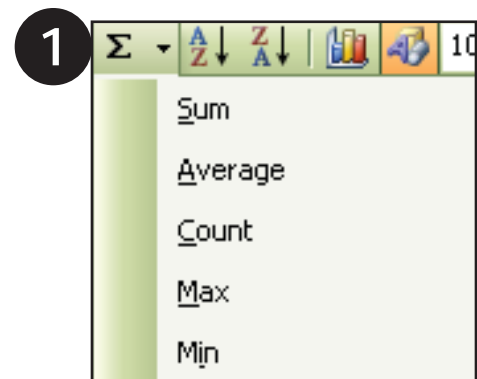 1
Σ A Z Z A 10
Sum
Average
Count
Max
Min